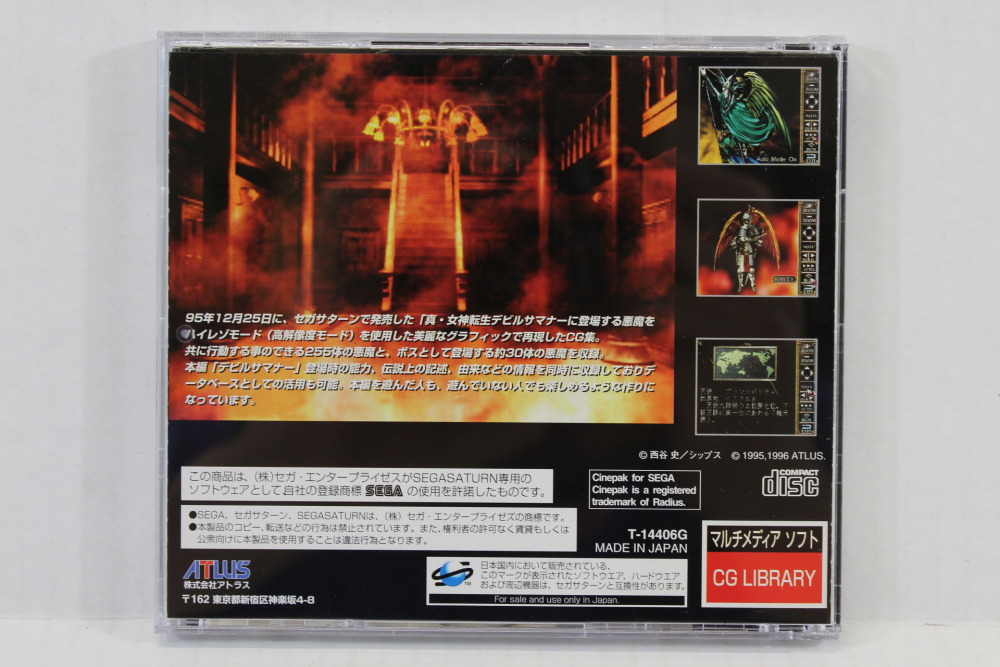 95年12月25日に、セガサターンで発売した「真・女神転生デビルサマナーに登場する悪魔を
ハイレゾモード（高解像度モード）を使用した美麗なグラフィックで再現したCG集。
共に行動する事のできる255体の悪魔と、ボスとして登場する約30体の悪魔を収録。
本編「デビルサマナー」登場時の能力、伝説上の記述、由来などの情報を同時に収録しておりデ
ータベースとしての活用も可能。本編を遊んだ人も、遊んでいない人でも楽しめるような作りに
なっています。
Auto Mode On
©西谷 史／シップス ©1995,1996 ATLUS.
この商品は、（株）セガ・エンタープライゼスがSEGASATURN専用の
ソフトウェアとして自社の登録商標 SEGA の使用を許諾したものです。
Cinepak for SEGA
Cinepak is a registered
trademark of Radius.
COMPACT
disc
●SEGA、セガサターン、SEGASATURNは、（株）セガ・エンタープライゼスの商標です。
●本製品のコピー、転送などの行為は禁止されています。また、権利者の許可なく賃貸もしくは
公衆向けに本製品を使用することは違法行為となります。
T-14406G
MADE IN JAPAN
マルチメディア ソフト
CG LIBRARY
ATLUS
株式会社アトラス
〒162 東京都新宿区神楽坂4-8
TM
日本国内において販売されている、
このマークが表示されたソフトウエア、ハードウエア
および周辺機器は、セガサターンと互換性があります。
For sale and use only in Japan.